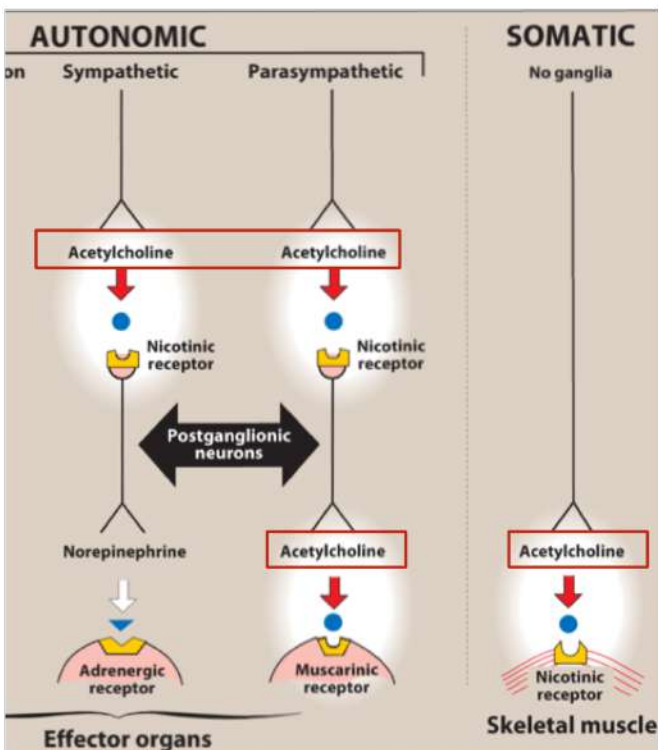 AUTONOMIC
SOMATIC
on Sympathetic
Parasympathetic
No ganglia
Acetylcholine
Acetylcholine
Nicotinic
receptor
Nicotinic
receptor
Postganglionic
neurons
Norepinephrine
Acetylcholine
Acetylcholine
Adrenergic
receptor
Muscarinic
receptor
Nicotinic
receptor
Effector organs
Skeletal muscle